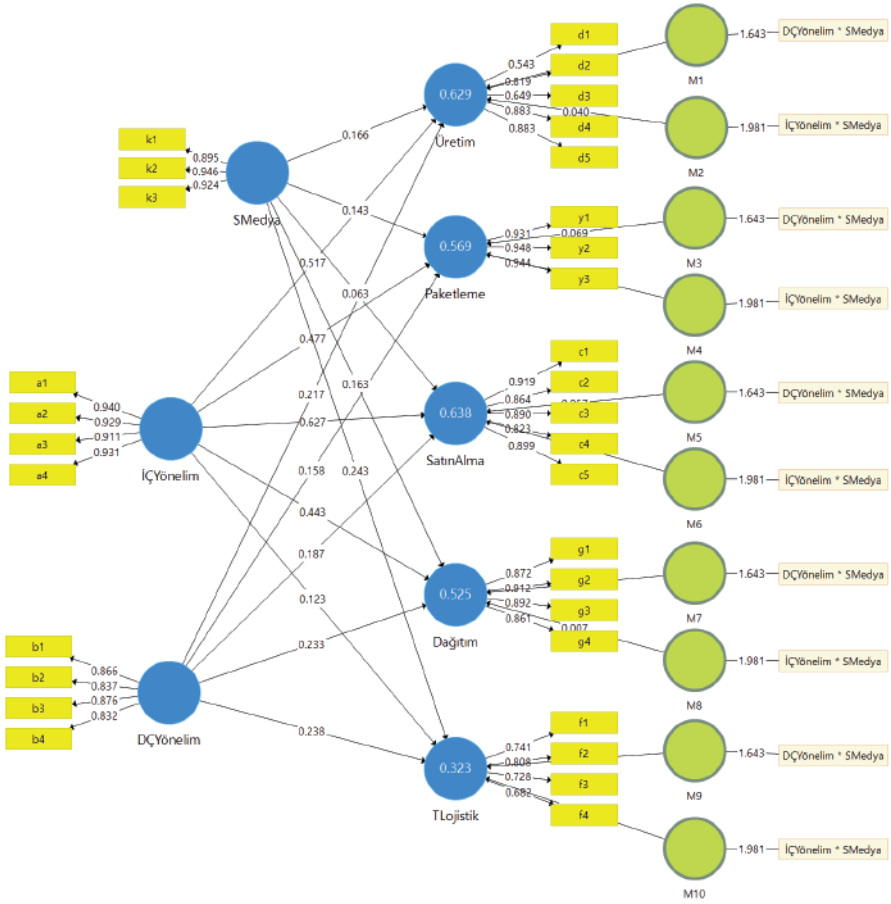 d1
0.543
1.643
DÇYönelim * SMedya
d2
0.819
0.629
0.649
d3
M1
0.883
0.040
k1
0.166
d4
1.981
İÇYönelim * SMedya
0.895
Üretim
0.883
k2
0.946
d5
M2
0.924
k3
SMedya
0.143
y1
1.643
DÇYönelim * SMedya
0.931
0.069
0.569
0.948
y2
M3
0.517
0.944
y3
0.063
Paketleme
1.981
İÇYönelim * SMedya
0.477
M4
c1
a1
0.919
c2
0.163
0.864
1.643
DÇYönelim * SMedya
0.940
0.217
a2
0.929
0.627
0.638
0.890
c3
0.911
0.823
M5
a3
0.931
c4
0.899
a4
İÇYönelim
SatınAlma
0.158
0.243
c5
1.981
İÇYönelim * SMedya
0.443
M6
0.187
g1
0.872
1.643
DÇYönelim * SMedya
0.912
g2
0.123
0.525
0.892
g3
M7
0.861
0.007
b1
0.233
Dağıtım
g4
1.981
İÇYönelim * SMedya
0.866
b2
0.837
M8
b3
0.876
0.832
b4
DÇYönelim
0.238
f1
0.741
1.643
DÇYönelim * SMedya
0.808
f2
0.323
0.728
f3
M9
0.682
TLojistik
f4
1.981
İÇYönelim * SMedya
M10